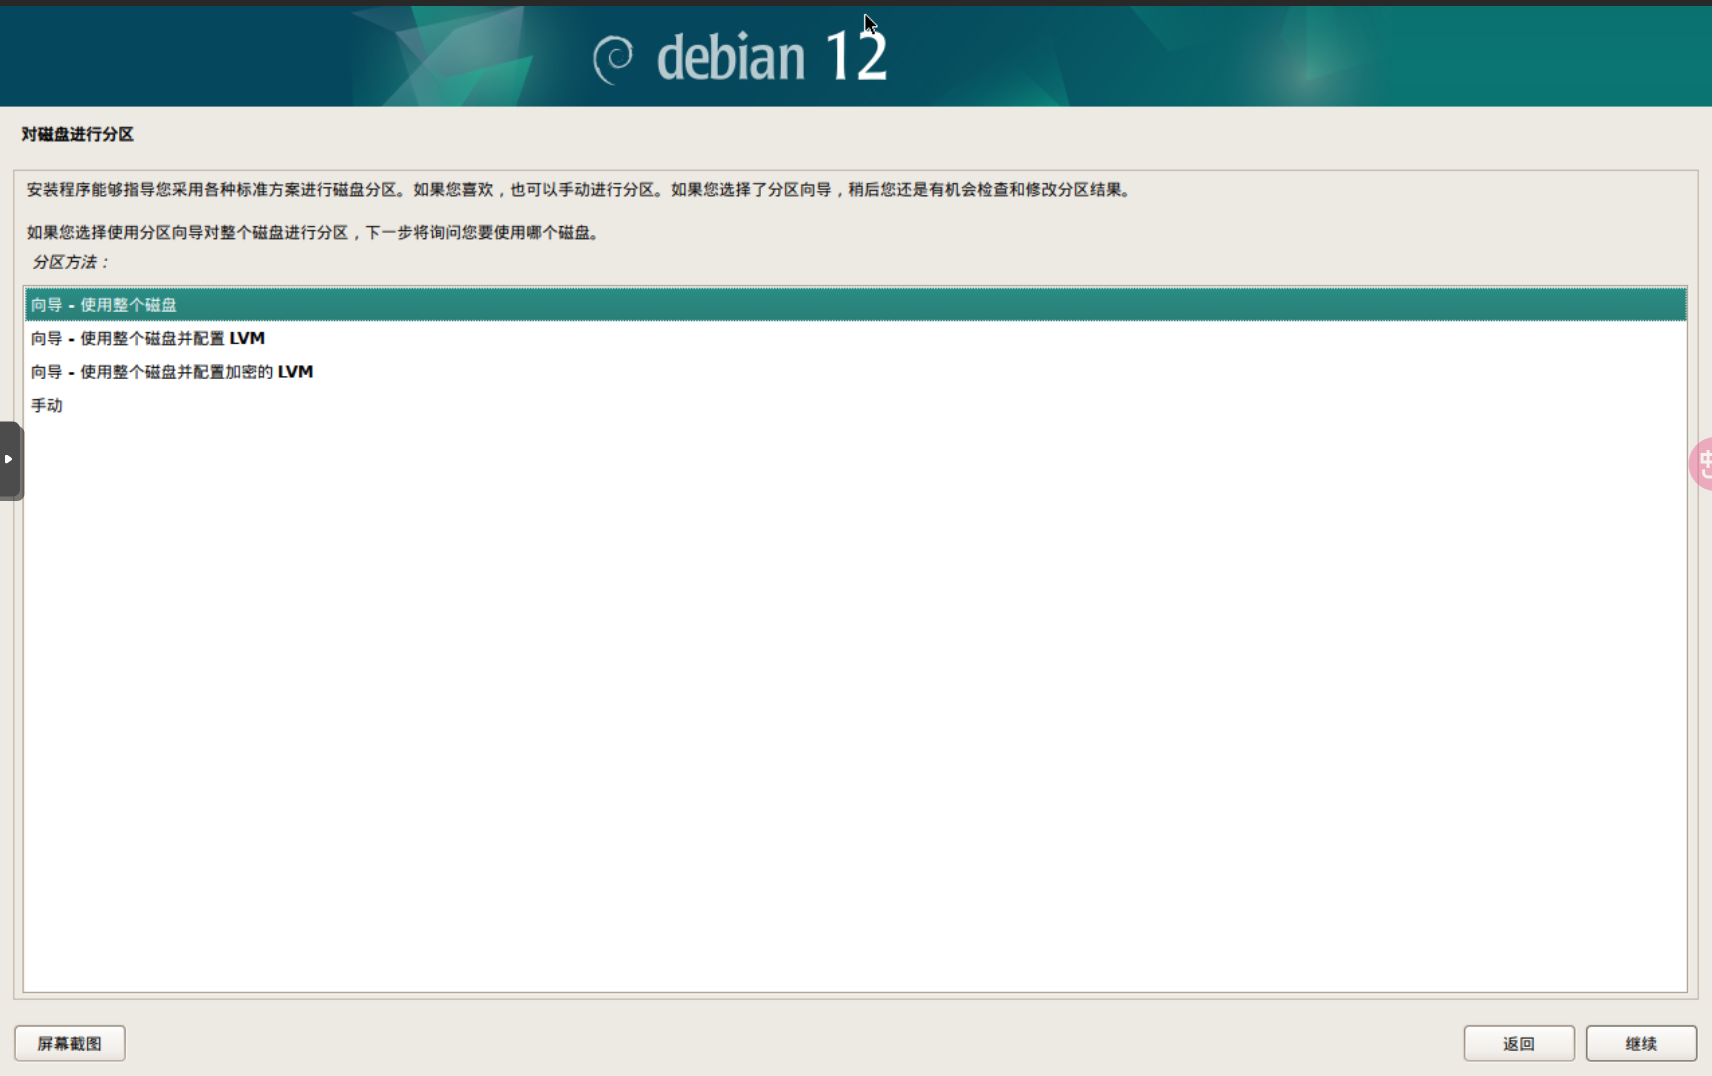 debian 12
对磁盘进行分区
安装程序能够指导您采用各种标准方案进行磁盘分区。如果您喜欢，也可以手动进行分区。如果您选择了分区向导，稍后您还是有机会检查和修改分区结果。
如果您选择使用分区向导对整个磁盘进行分区，下一步将询问您要使用哪个磁盘。
分区方法：
向导 - 使用整个磁盘
向导 - 使用整个磁盘并配置 LVM
向导 - 使用整个磁盘并配置加密的 LVM
手动
屏幕截图
返回
继续